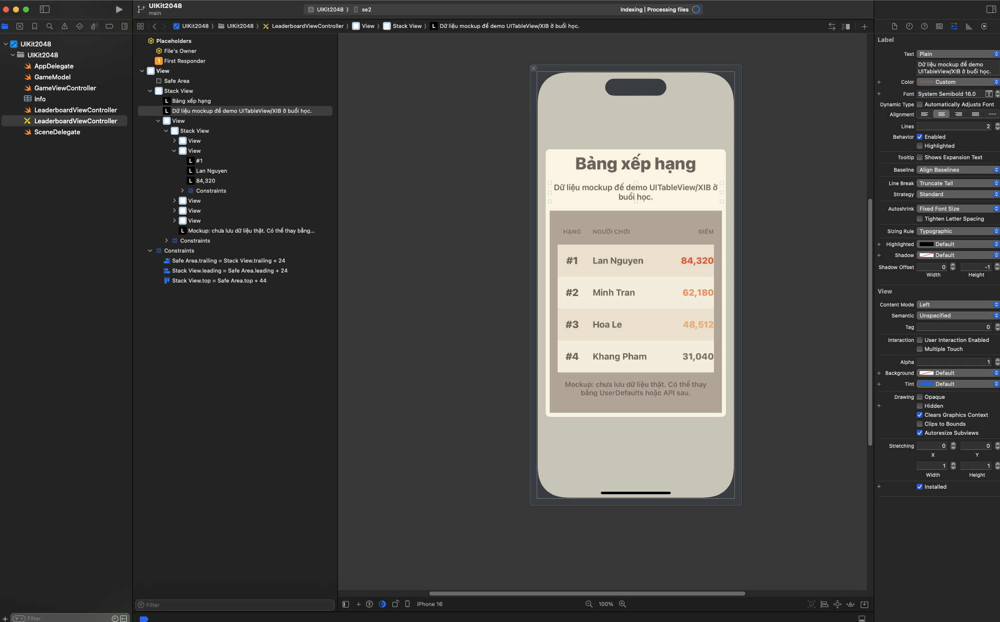 UIKit2048
main
UIKit2048
se2
Indexing | Processing files
UIKit2048
UIKit2048
LeaderboardViewController
View
Stack View
L
Dữ liệu mockup để demo UITableView/XIB ở buổi học.
UIKit2048
UIKit2048
AppDelegate
GameModel
GameViewController
Info
LeaderboardViewController
LeaderboardViewController
SceneDelegate
Filter
Placeholders
File's Owner
1 First Responder
View
Safe Area
Stack View
L Bảng xếp hạng
L Dữ liệu mockup để demo UITableView/XIB ở buổi học.
View
Stack View
View
View
L #1
L Lan Nguyen
L 84,320
Constraints
View
View
View
L Mockup: chưa lưu dữ liệu thật. Có thể thay bằng...
Constraints
Constraints
Safe Area.trailing = Stack View.trailing + 24
Stack View.leading = Safe Area.leading + 24
Stack View.top = Safe Area.top + 44
Filter
Bảng xếp hạng
Dữ liệu mockup để demo UITableView/XIB ở
buổi học.
HẠNG NGƯỜI CHƠI ĐIỂM
#1 Lan Nguyen 84,320
#2 Minh Tran 62,180
#3 Hoa Le 48,512
#4 Khang Pham 31,040
Mockup: chưa lưu dữ liệu thật. Có thể thay
bằng UserDefaults hoặc API sau.
iPhone 16
100%
Label
Text Plain
Dữ liệu mockup để demo
UITableView/XIB ở buổi học.
Color Custom
Font System Semibold 16.0
Dynamic Type Automatically Adjusts Font
Alignment
Lines 2
Behavior Enabled
Highlighted
Tooltip Shows Expansion Text
Baseline Align Baselines
Line Break Truncate Tail
Strategy Standard
Autoshrink Fixed Font Size
Tighten Letter Spacing
Sizing Rule Typographic
Highlighted Default
Shadow Default
Shadow Offset 0 -1
Width Height
View
Content Mode Left
Semantic Unspecified
Tag 0
Interaction User Interaction Enabled
Multiple Touch
Alpha 1
Background Default
Tint Default
Drawing Opaque
Hidden
Clears Graphics Context
Clips to Bounds
Autoresize Subviews
Stretching 0 0
X Y
1 1
Width Height
Installed